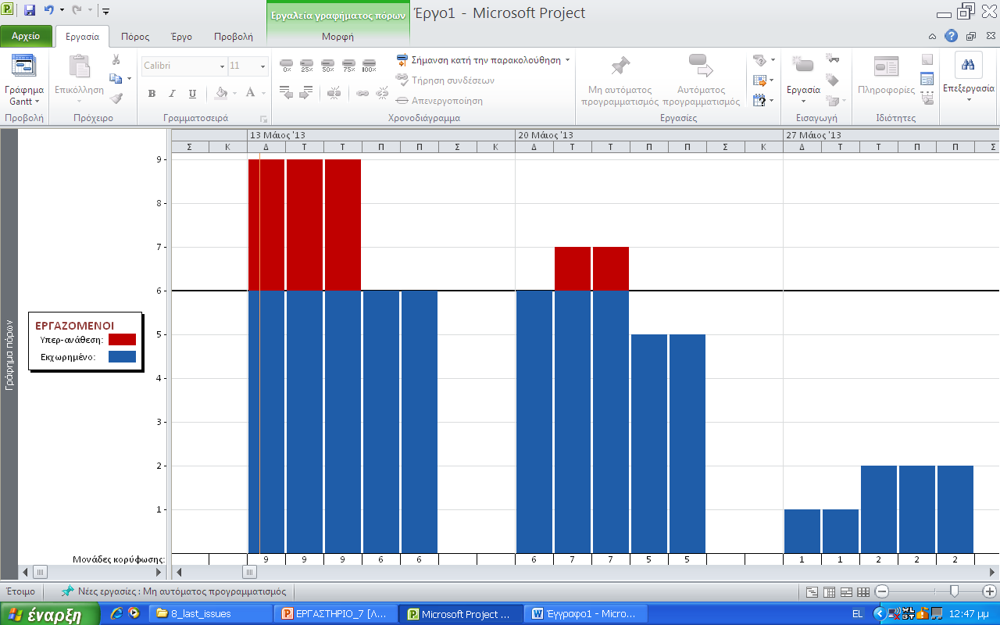 Εργαλεία γραφήματος πόρων
Έργο1 - Microsoft Project
Αρχείο Εργασία Πόρος Έργο Προβολή Μορφή
Calibri 11
0% 25% 50% 75% 100%
Σήμανση κατά την παρακολούθηση
Τήρηση συνδέσεων
Απενεργοποίηση
Γράφημα Gantt
Επικόλληση
B I U A
Μη αυτόματος προγραμματισμός
Αυτόματος προγραμματισμός
Εργασία
Πληροφορίες
Επεξεργασία
Προβολή Πρόχειρο Γραμματοσειρά Χρονοδιάγραμμα Εργασίες Εισαγωγή Ιδιότητες
13 Μάιος '13 20 Μάιος '13 27 Μάιος '13
Σ Κ Δ Τ Τ Π Π Σ Κ Δ Τ Τ Π Π Σ Κ Δ Τ Τ Π Π Σ
9
8
7
6
5
4
3
2
1
Γράφημα πόρων
ΕΡΓΑΖΟΜΕΝΟΙ
Υπερ-ανάθεση:
Εκχωρημένο:
Μονάδες κορύφωσης: 9 9 9 6 6 6 7 7 5 5 1 1 2 2 2
Έτοιμο Νέες εργασίες : Μη αυτόματος προγραμματισμός
έναρξη 8_last_issues ΕΡΓΑΣΤΗΡΙΟ_7 [Λ... Microsoft Project ... Έγγραφο1 - Micro... EL 12:47 μμ